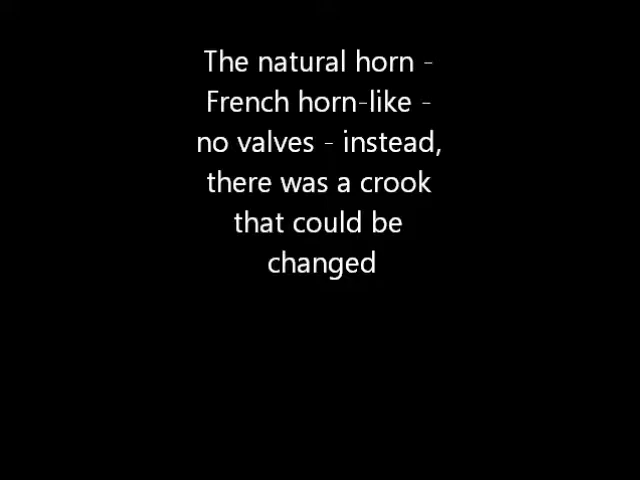 The natural horn -
French horn-like -
no valves - instead,
there was a crook
that could be
changed